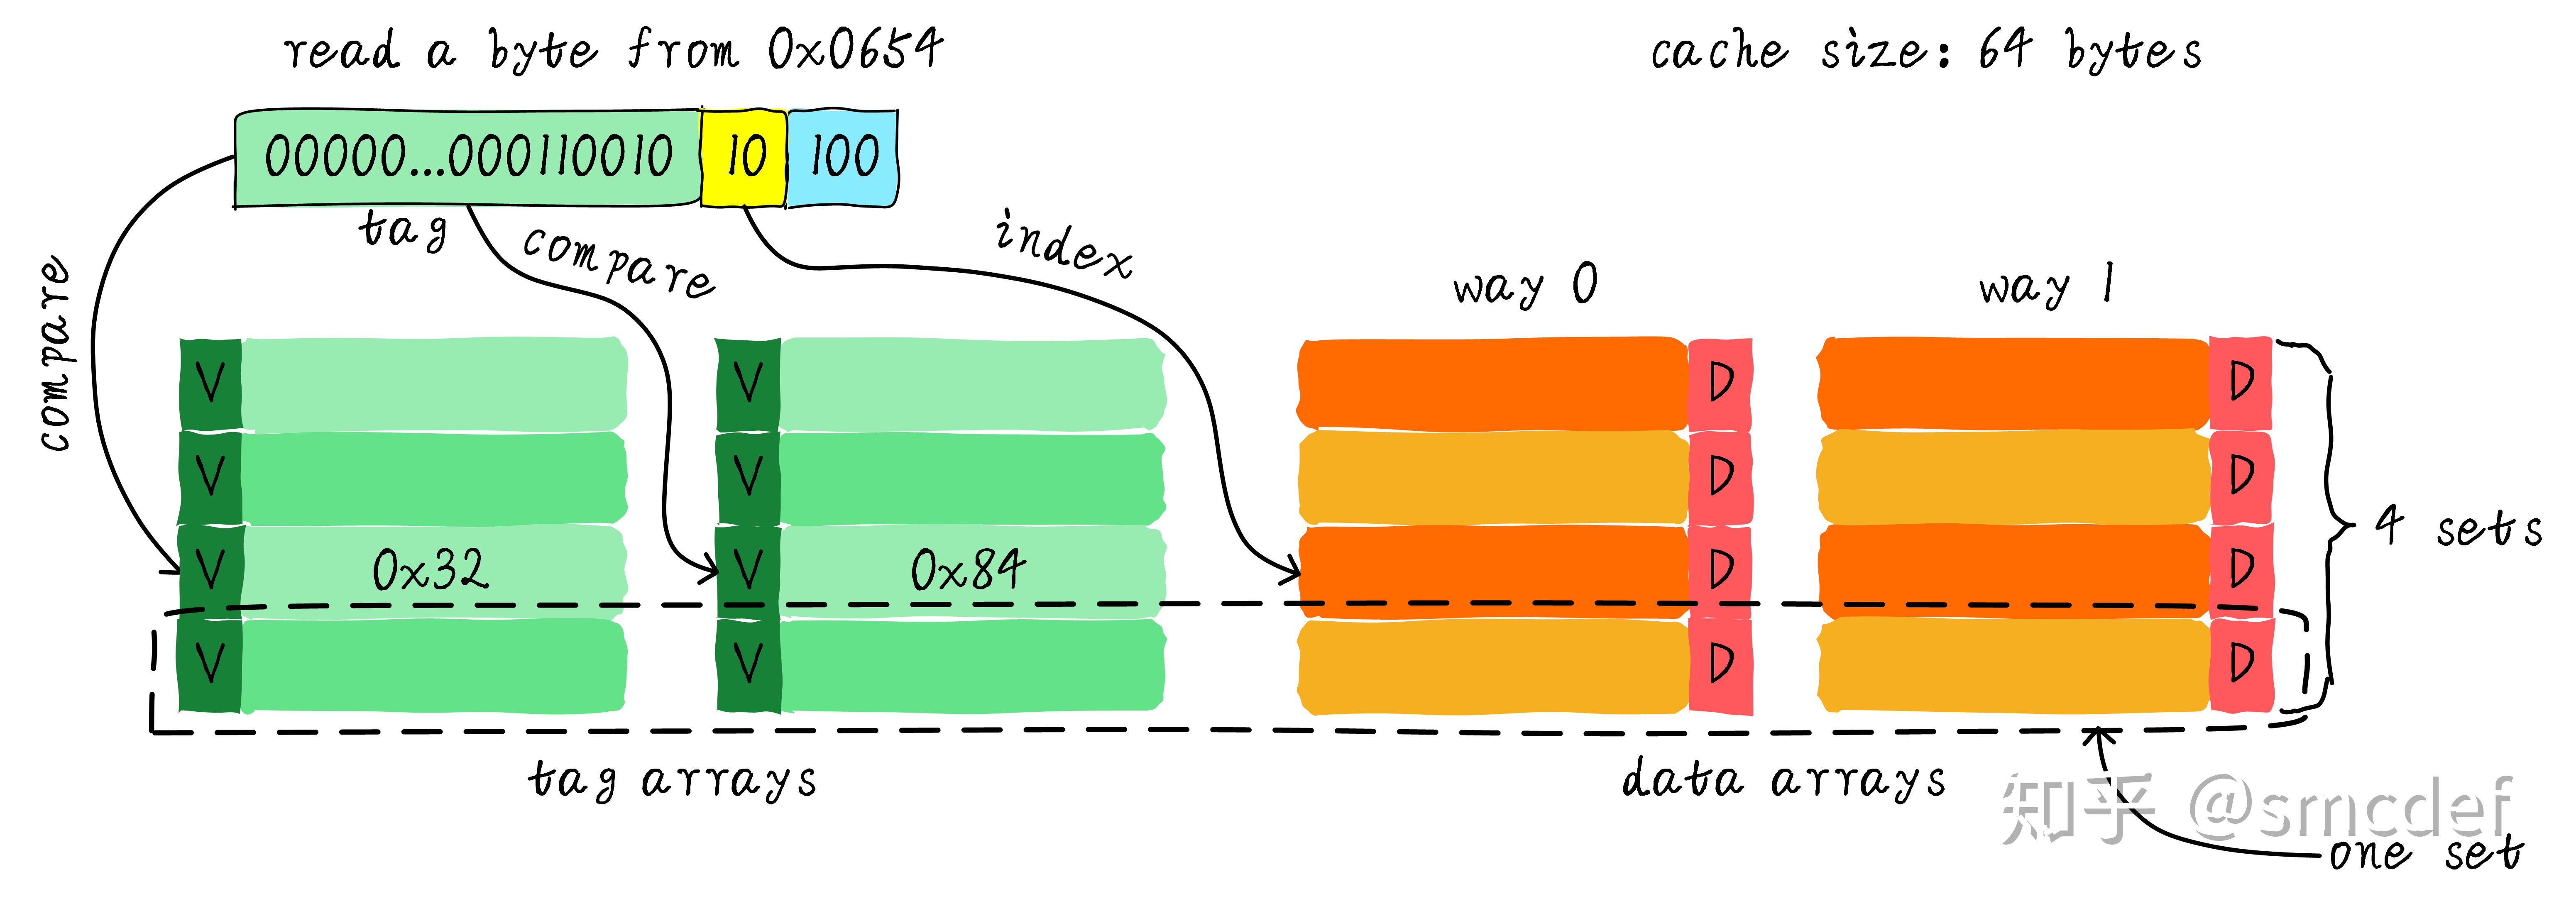 read a byte from 0x0654
cache size: 64 bytes
00000...000110010 10 100
tag
compare
compare
index
way 0
way 1
V V D D
V V D D
V 0x32 V 0x84 D D
V V D D
4 sets
tag arrays
data arrays
知乎 @smcdef
one set